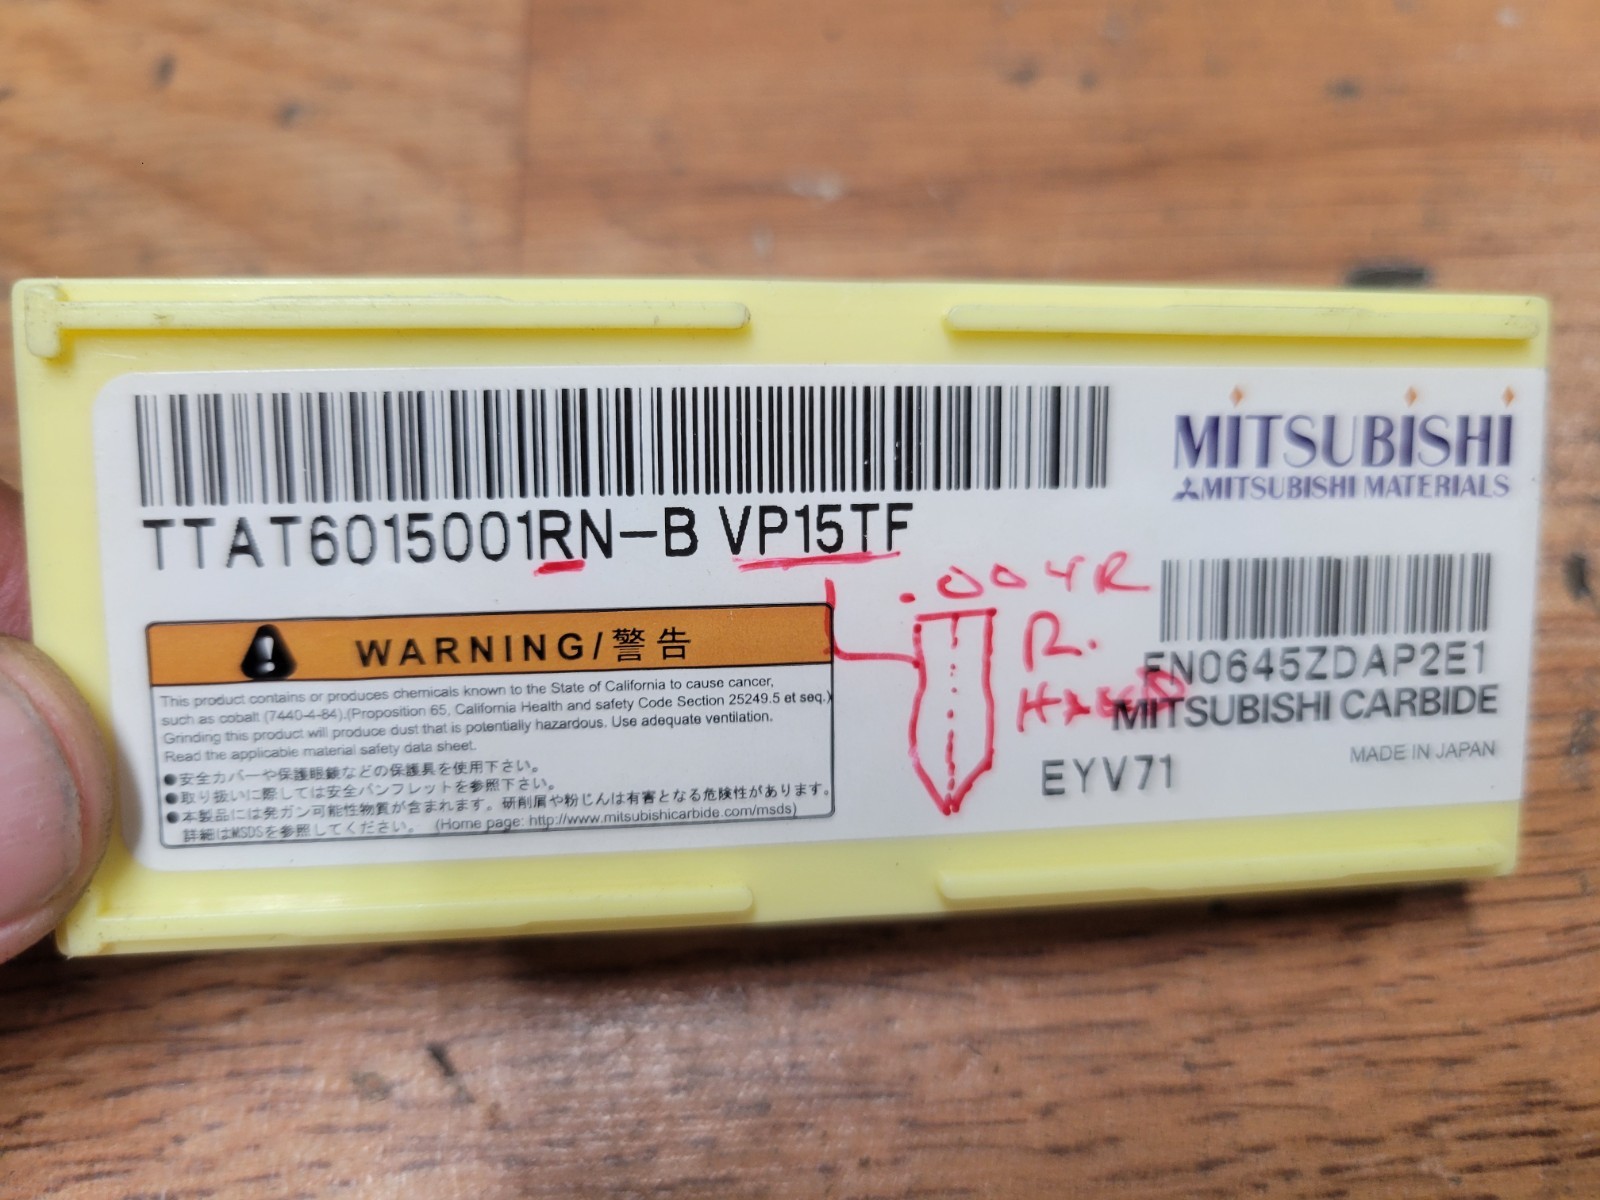 MITSUBISHI
MITSUBISHI MATERIALS
TTAT6015001RN-B VP15TF
.004R
R.
WARNING/警告
This product contains or produces chemicals known to the State of California to cause cancer,
such as cobalt (7440-4-84).(Proposition 65, California Health and safety Code Section 25249.5 et seq.)
Grinding this product will produce dust that is potentially hazardous. Use adequate ventilation.
Read the applicable material safety data sheet.
●安全カバーや保護眼鏡などの保護具を使用下さい。
●取り扱いに際しては安全パンフレットを参照下さい。
●本製品には発ガン可能性物質が含まれます。研削屑や粉じんは有害となる危険性があります。
詳細はMSDSを参照してください。 (Home page: http://www.mitsubishicarbide.com/msds)
FN0645ZDAP2E1
MITSUBISHI CARBIDE
MADE IN JAPAN
EYV71